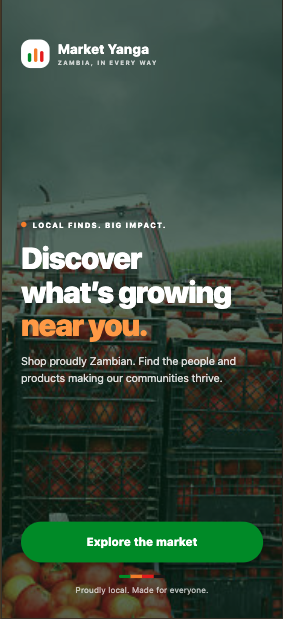 Market Yanga
ZAMBIA, IN EVERY WAY
LOCAL FINDS. BIG IMPACT.
Discover
what's growing
near you.
Shop proudly Zambian. Find the people and
products making our communities thrive.
Explore the market
Proudly local. Made for everyone.